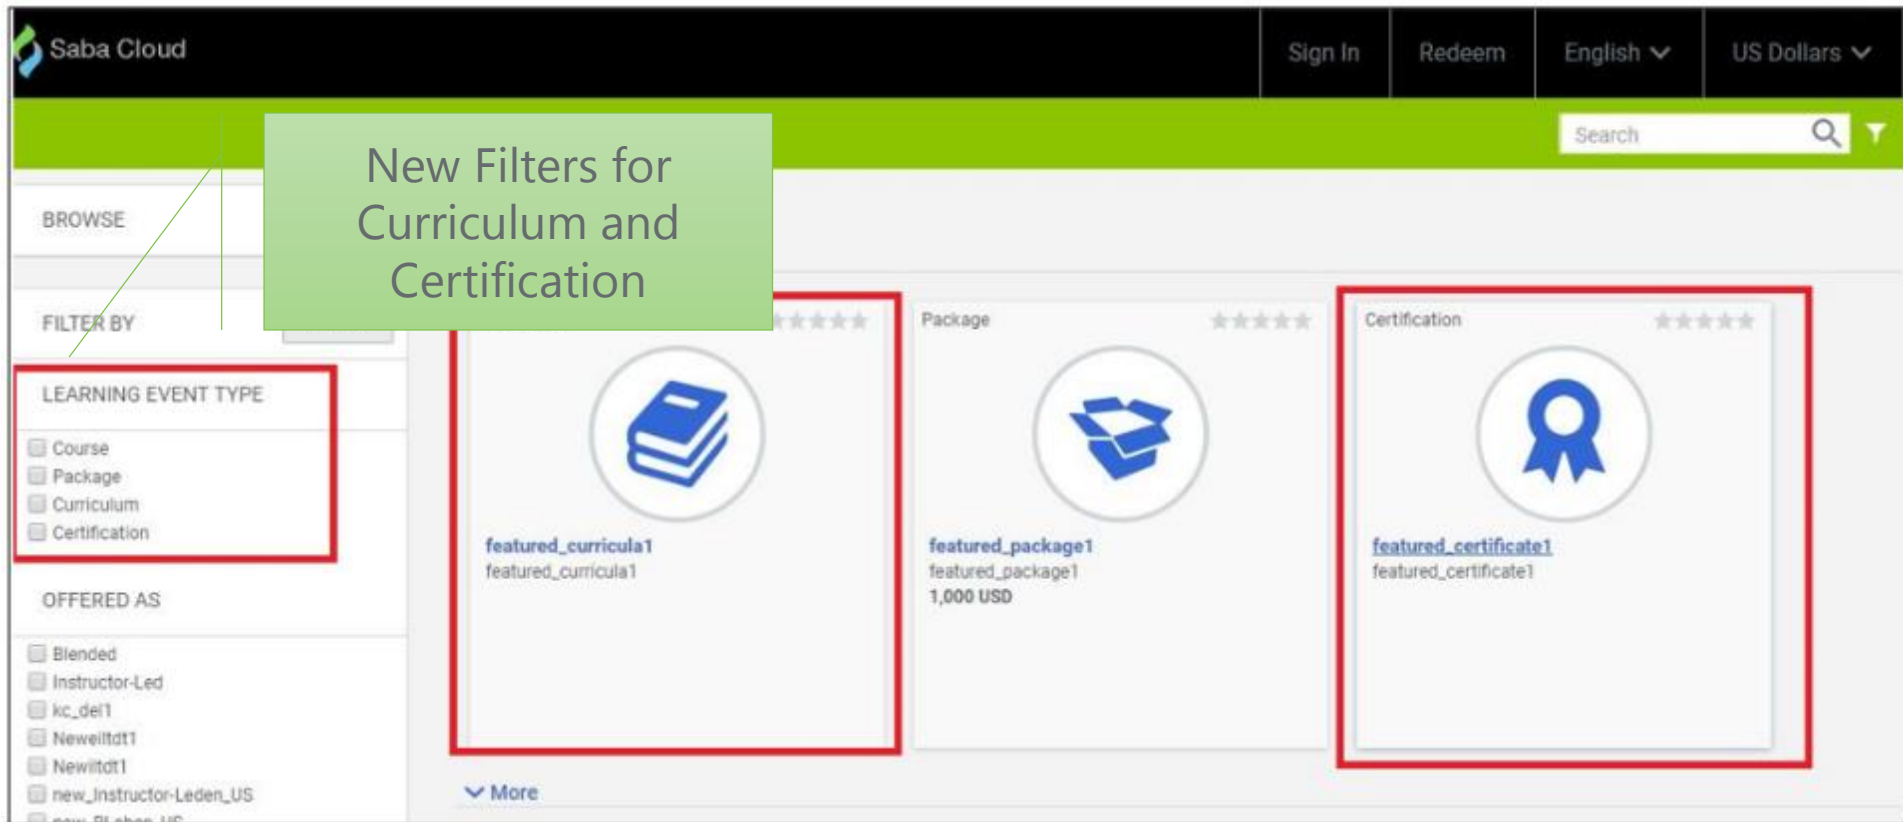 Saba Cloud
Sign In
Redeem
English
US Dollars
Search
New Filters for
Curriculum and
Certification
BROWSE
FILTER BY
LEARNING EVENT TYPE
Course
Package
Curriculum
Certification
OFFERED AS
Blended
Instructor-Led
kc_del1
Neweiltdt1
Newiltdt1
new_Instructor-Leden_US
featured_curricula1
featured_curricula1
Package
featured_package1
featured_package1
1,000 USD
Certification
featured_certificate1
featured_certificate1
More